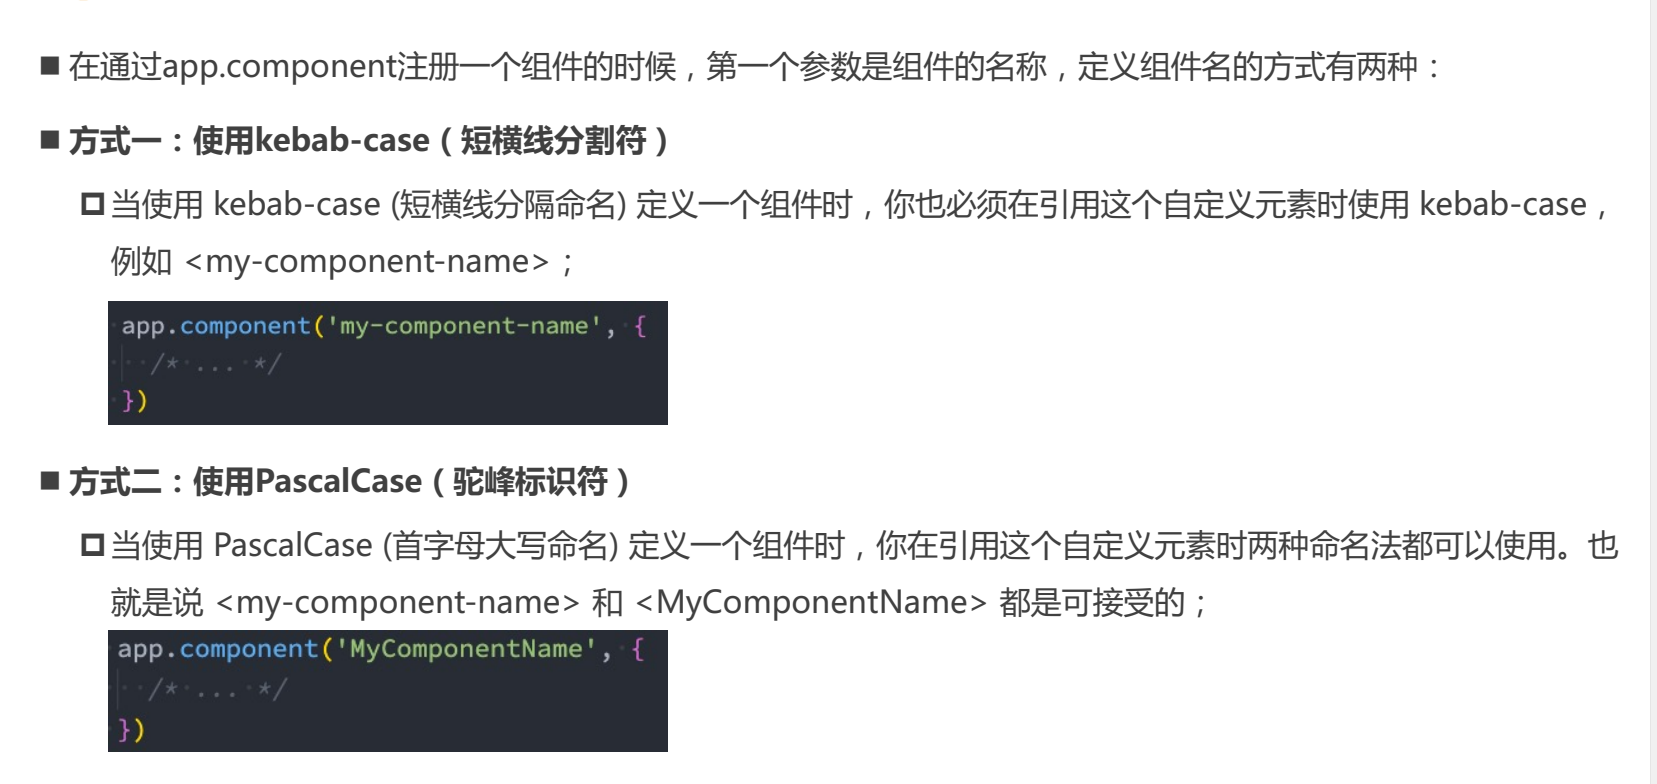 ■ 在通过app.component注册一个组件的时候，第一个参数是组件的名称，定义组件名的方式有两种：
■ 方式一：使用kebab-case（短横线分割符）
当使用 kebab-case (短横线分隔命名) 定义一个组件时，你也必须在引用这个自定义元素时使用 kebab-case，
例如 <my-component-name>；
app.component('my-component-name', {
/* ... */
})
■ 方式二：使用PascalCase（驼峰标识符）
当使用 PascalCase (首字母大写命名) 定义一个组件时，你在引用这个自定义元素时两种命名法都可以使用。也
就是说 <my-component-name> 和 <MyComponentName> 都是可接受的；
app.component('MyComponentName', {
/* ... */
})